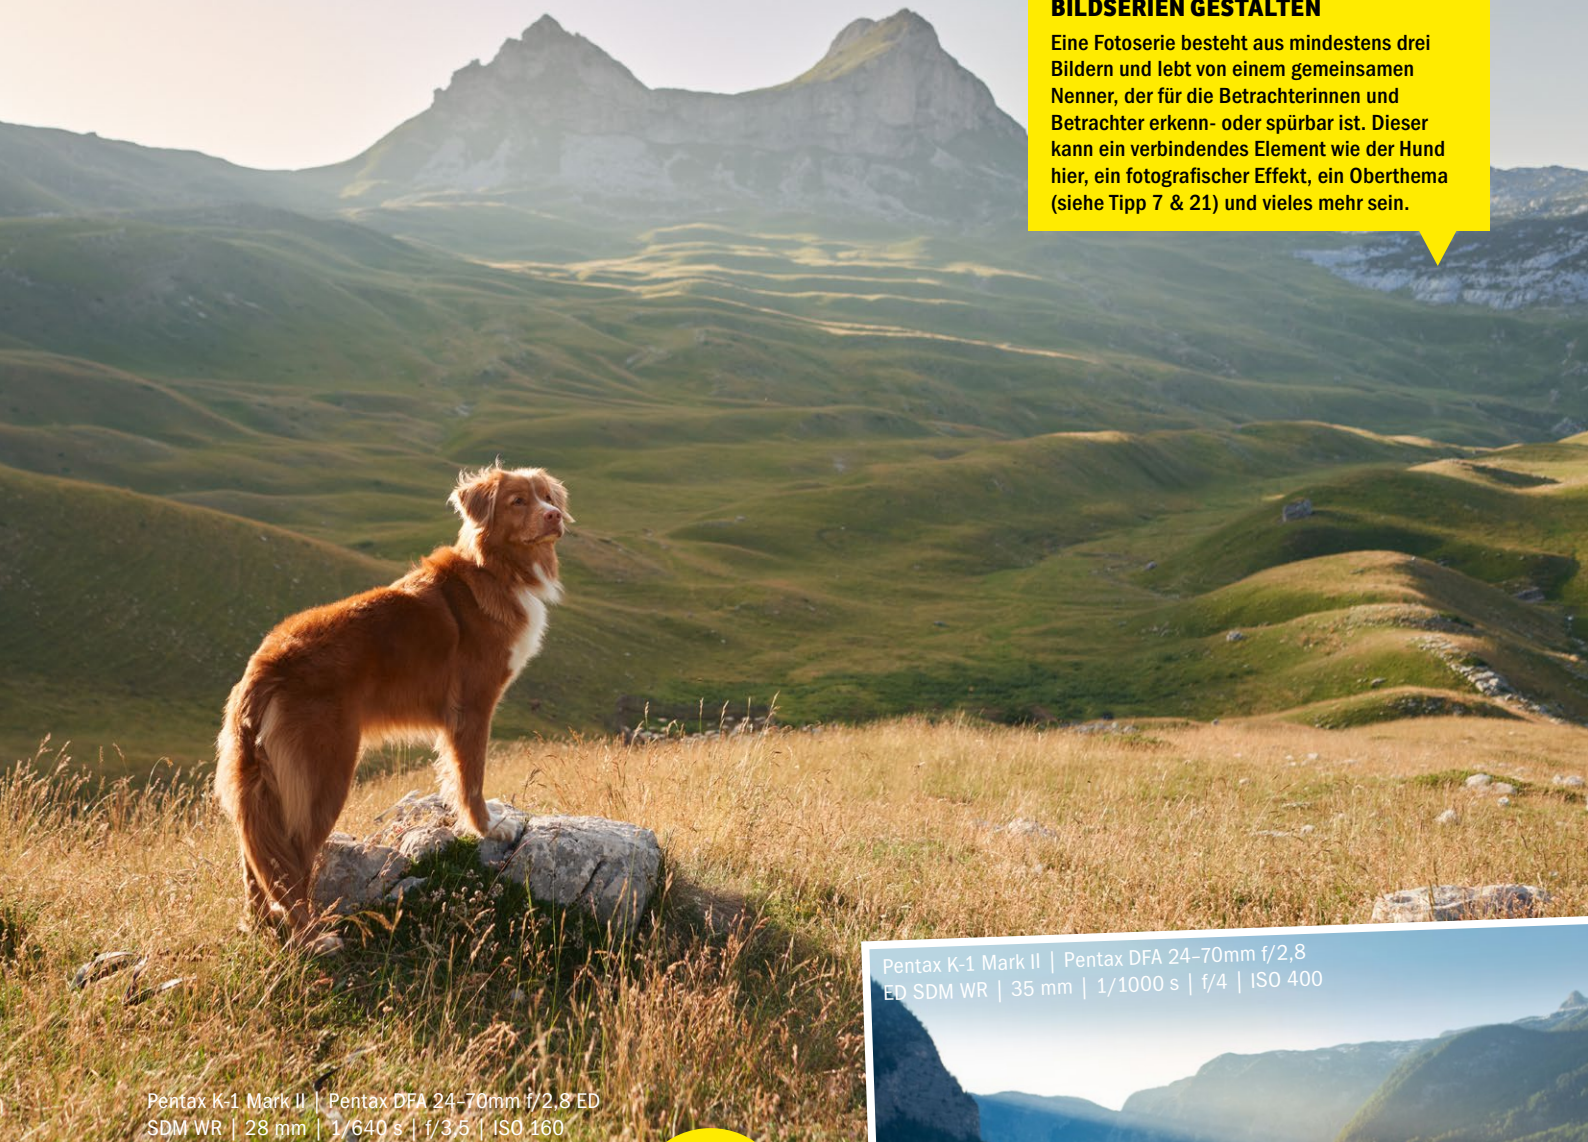 BILDSERIEN GESTALTEN
Eine Fotoserie besteht aus mindestens drei
Bildern und lebt von einem gemeinsamen
Nenner, der für die Betrachterinnen und
Betrachter erkenn- oder spürbar ist. Dieser
kann ein verbindendes Element wie der Hund
hier, ein fotografischer Effekt, ein Oberthema
(siehe Tipp 7 & 21) und vieles mehr sein.
Pentax K-1 Mark II | Pentax DFA 24–70mm f/2,8
ED SDM WR | 35 mm | 1/1000 s | f/4 | ISO 400
Pentax K-1 Mark II | Pentax DFA 24–70mm f/2,8 ED
SDM WR | 28 mm | 1/640 s | f/3,5 | ISO 160